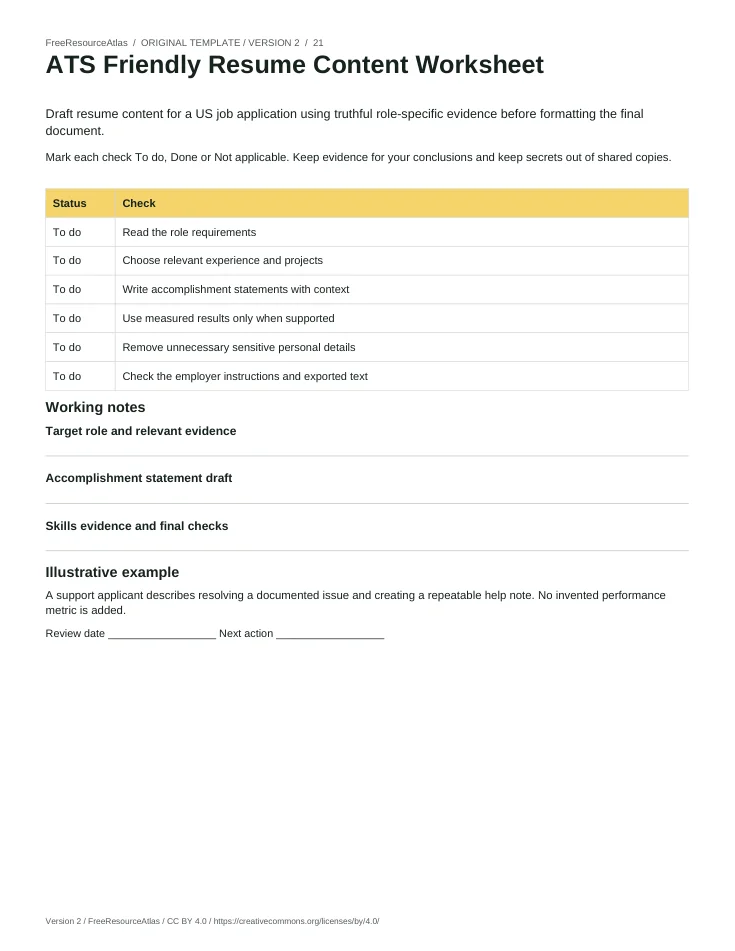 FreeResourceAtlas / ORIGINAL TEMPLATE / VERSION 2 / 21
ATS Friendly Resume Content Worksheet
Draft resume content for a US job application using truthful role-specific evidence before formatting the final
document.
Mark each check To do, Done or Not applicable. Keep evidence for your conclusions and keep secrets out of shared copies.
Status Check
To do Read the role requirements
To do Choose relevant experience and projects
To do Write accomplishment statements with context
To do Use measured results only when supported
To do Remove unnecessary sensitive personal details
To do Check the employer instructions and exported text
Working notes
Target role and relevant evidence
Accomplishment statement draft
Skills evidence and final checks
Illustrative example
A support applicant describes resolving a documented issue and creating a repeatable help note. No invented performance
metric is added.
Review date __________________ Next action __________________
Version 2 / FreeResourceAtlas / CC BY 4.0 / https://creativecommons.org/licenses/by/4.0/